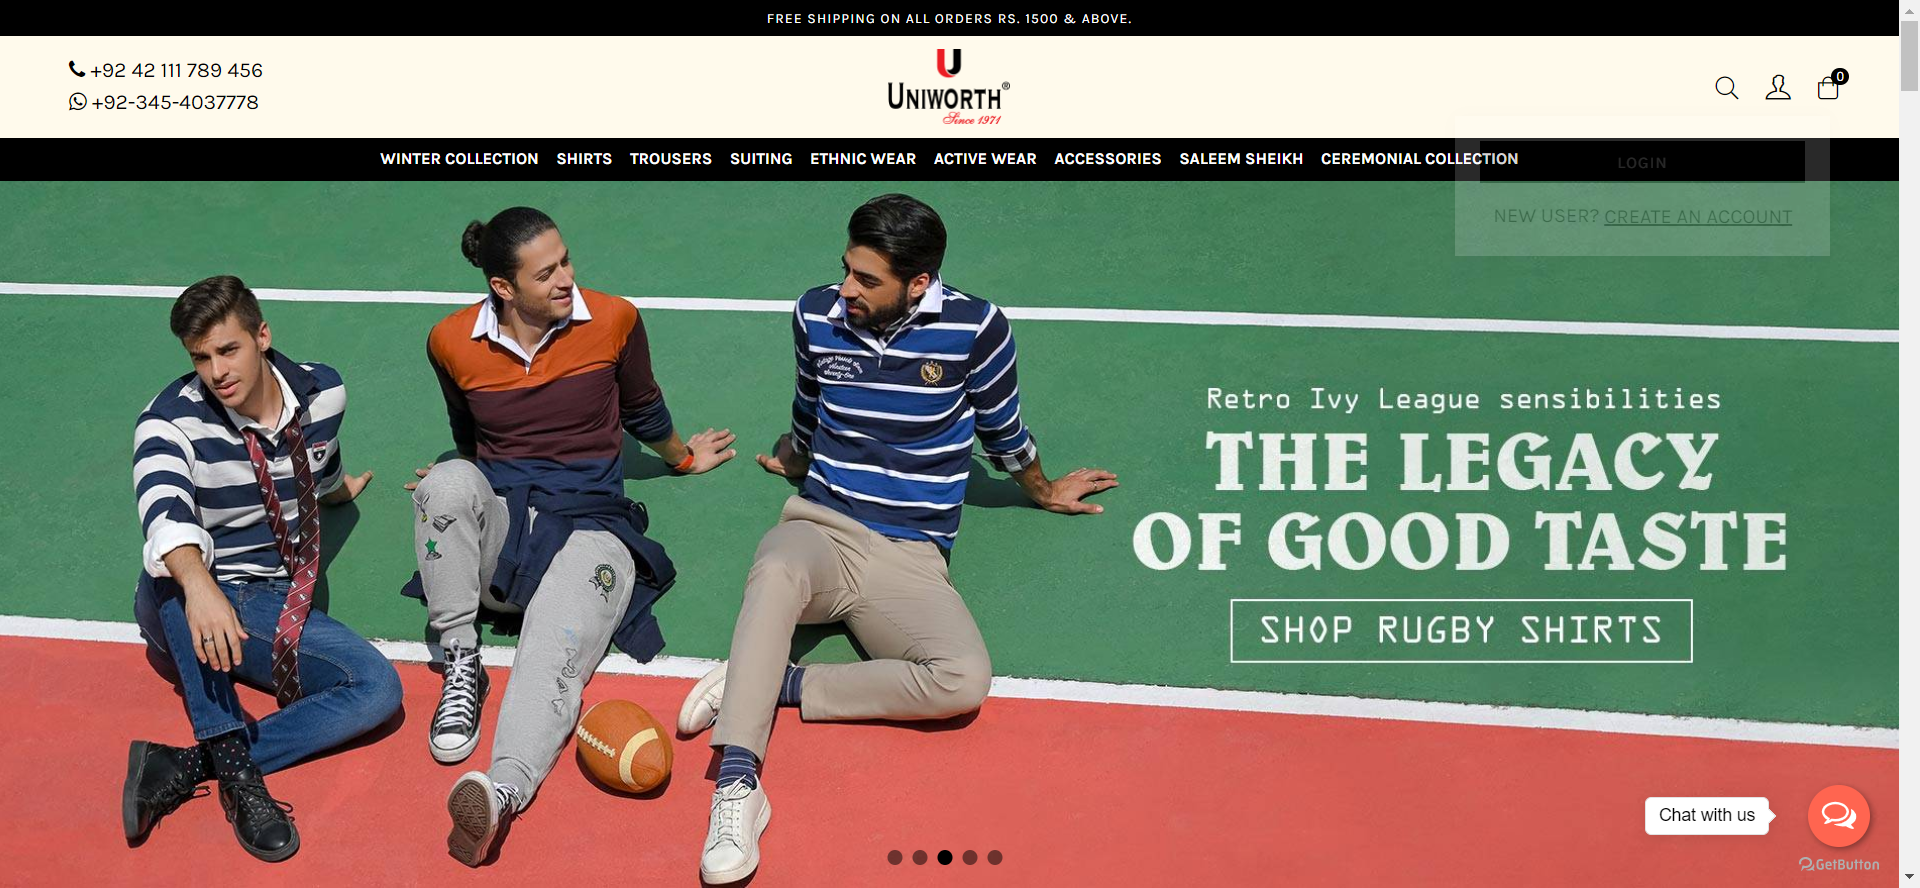 FREE SHIPPING ON ALL ORDERS RS. 1500 & ABOVE.
+92 42 111 789 456
+92-345-4037778
UNIWORTH®
Since 1971
0
WINTER COLLECTION SHIRTS TROUSERS SUITING ETHNIC WEAR ACTIVE WEAR ACCESSORIES SALEEM SHEIKH CEREMONIAL COLLECTION
LOGIN
NEW USER? CREATE AN ACCOUNT
Retro Ivy League sensibilities
THE LEGACY
OF GOOD TASTE
SHOP RUGBY SHIRTS
Chat with us
GetButton